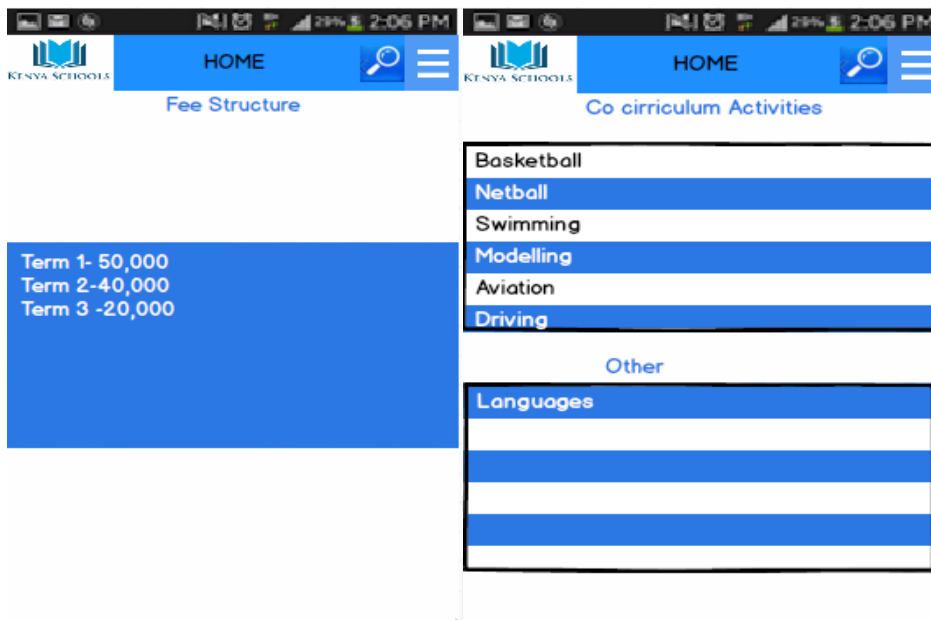 2:06 PM
KENYA SCHOOLS
HOME
Fee Structure
Term 1- 50,000
Term 2-40,000
Term 3 -20,000
2:06 PM
KENYA SCHOOLS
HOME
Co cirriculum Activities
Basketball
Netball
Swimming
Modelling
Aviation
Driving
Other
Languages